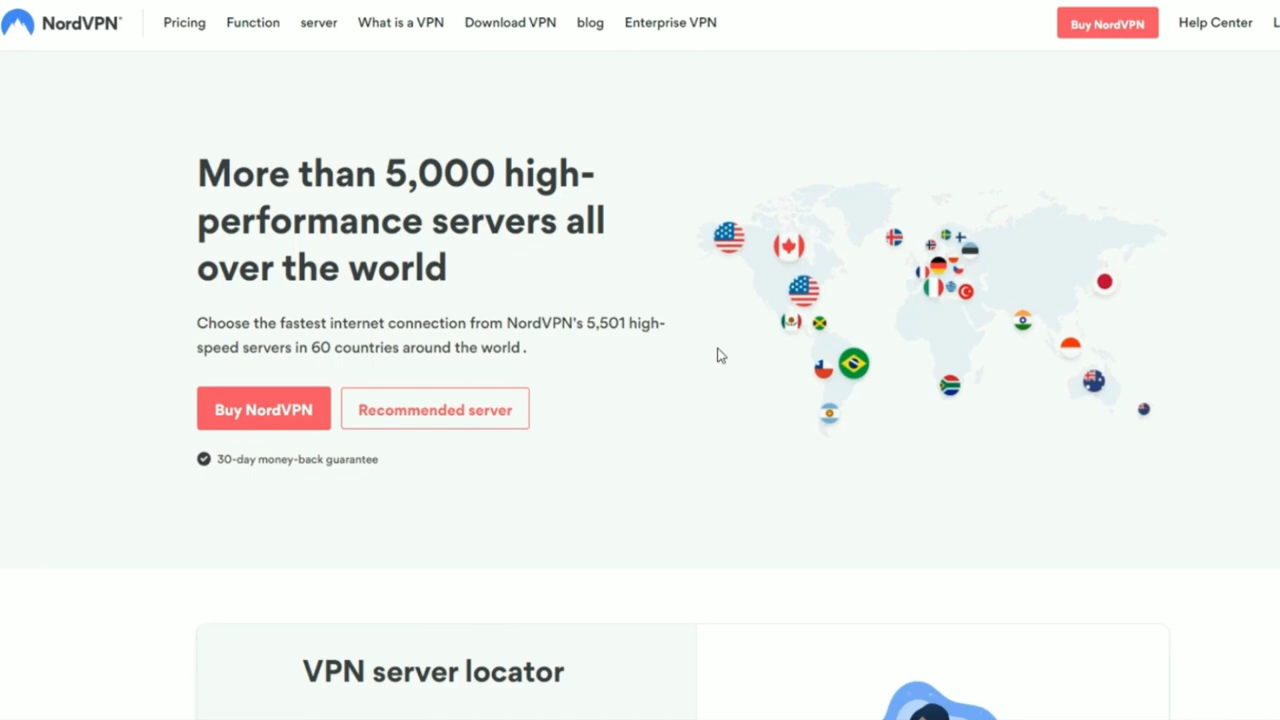 NordVPN®
Pricing
Function
server
What is a VPN
Download VPN
blog
Enterprise VPN
Buy NordVPN
Help Center
L
More than 5,000 high-
performance servers all
over the world
Choose the fastest internet connection from NordVPN's 5,501 high-
speed servers in 60 countries around the world .
Buy NordVPN
Recommended server
30-day money-back guarantee
VPN server locator